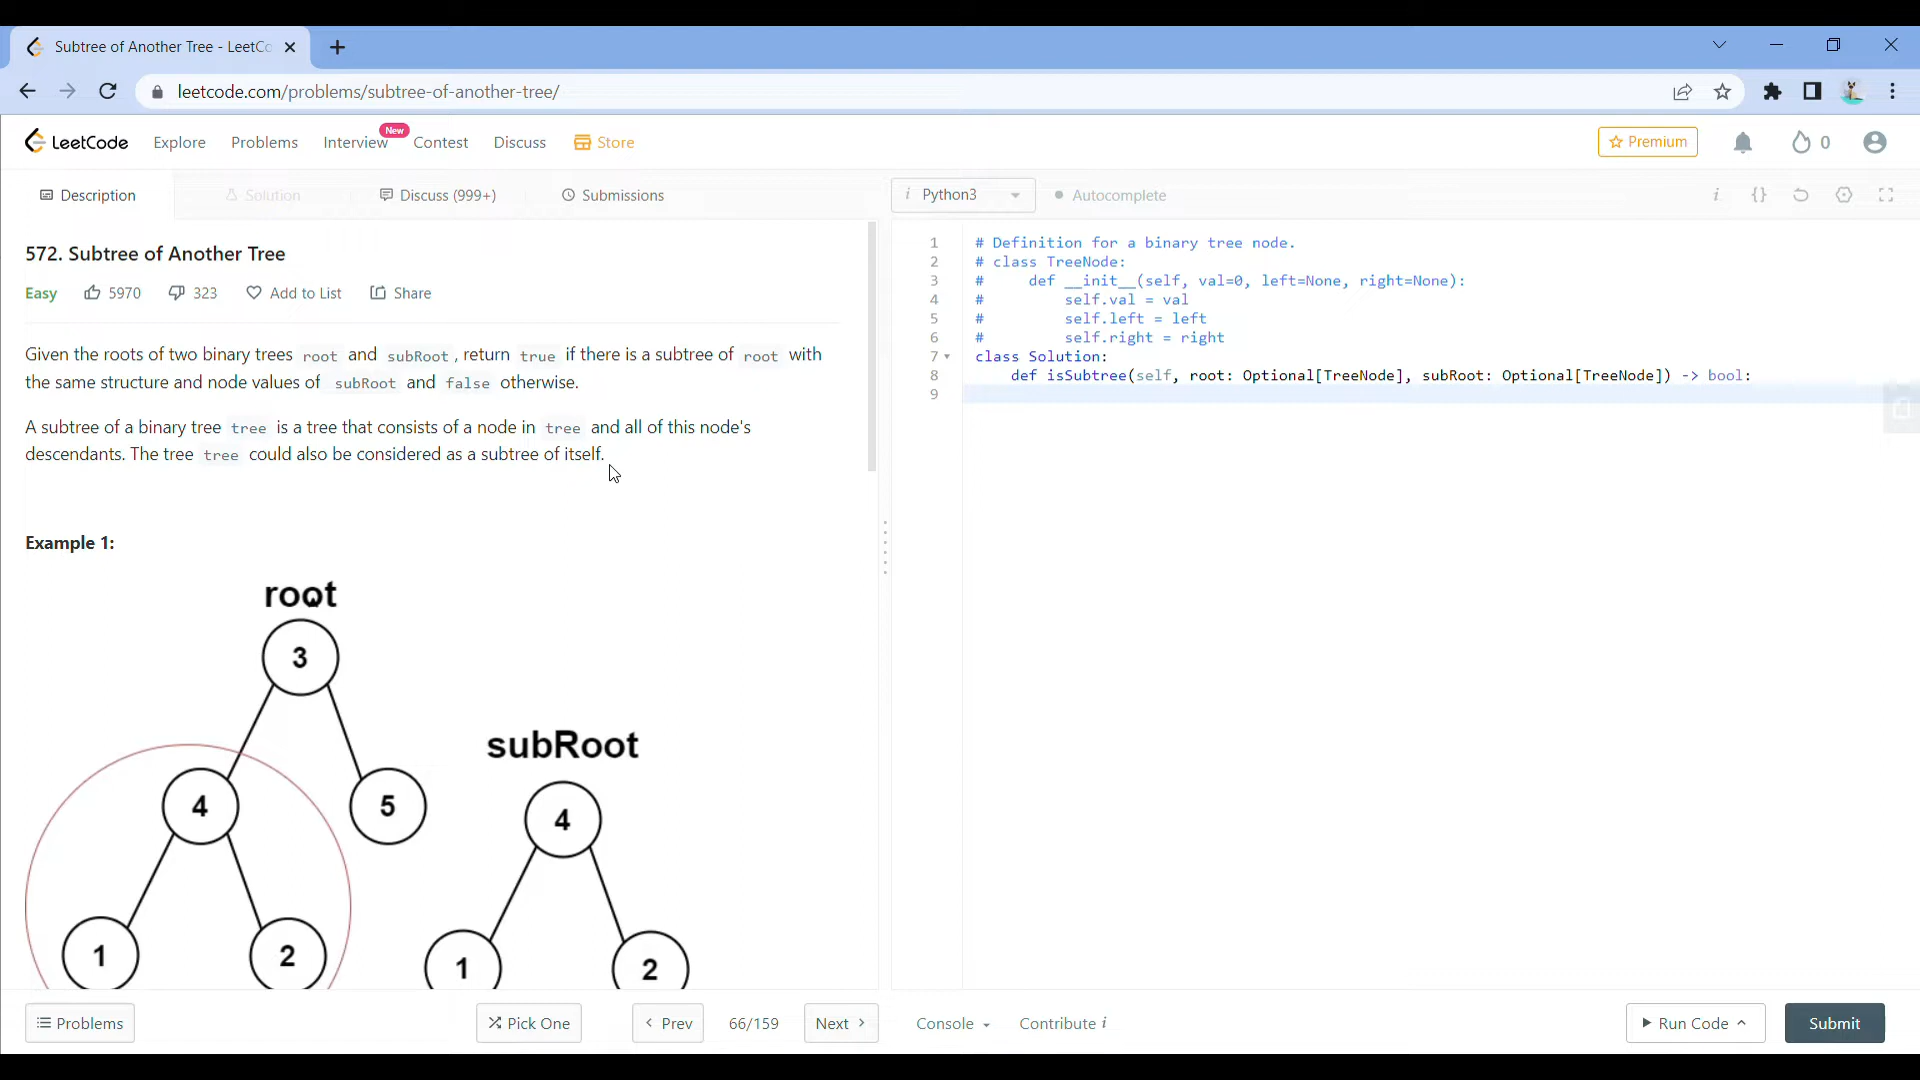 Subtree of Another Tree - LeetCo
leetcode.com/problems/subtree-of-another-tree/
LeetCode Explore Problems Interview New Contest Discuss Store Premium 0
Description Solution Discuss (999+) Submissions i Python3 Autocomplete i {}
572. Subtree of Another Tree
Easy 5970 323 Add to List Share
Given the roots of two binary trees root and subRoot, return true if there is a subtree of root with
the same structure and node values of subRoot and false otherwise.
A subtree of a binary tree tree is a tree that consists of a node in tree and all of this node's
descendants. The tree tree could also be considered as a subtree of itself.
Example 1:
root
3
subRoot
4
5
4
1
2
1
2
1 # Definition for a binary tree node.
2 # class TreeNode:
3 #     def __init__(self, val=0, left=None, right=None):
4 #         self.val = val
5 #         self.left = left
6 #         self.right = right
7 class Solution:
8     def isSubtree(self, root: Optional[TreeNode], subRoot: Optional[TreeNode]) -> bool:
9
Problems Pick One Prev 66/159 Next Console Contribute i Run Code Submit